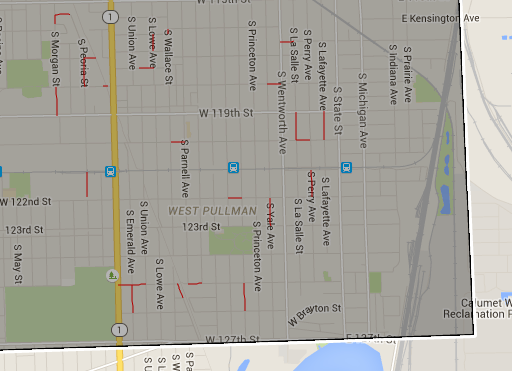 W 115th St
E Kensington Ave
1
S Morgan St
S Peoria St
S Union Ave
S Lowe Ave
S Wallace St
S Princeton Ave
S La Salle St
S Perry Ave
S Lafayette Ave
S Wentworth Ave
S State St
S Michigan Ave
S Indiana Ave
S Prairie Ave
W 119th St
S Parnell Ave
S Perry Ave
S Lafayette Ave
W 122nd St
WEST PULLMAN
123rd St
123rd St
S Union Ave
S Emerald Ave
S Yale Ave
S La Salle St
S Princeton Ave
S May St
S Lowe Ave
W Brayton St
Calumet W
Reclamation P
1
W 127th St
E 127th St
S Union
S Lowe
S W
S Pa